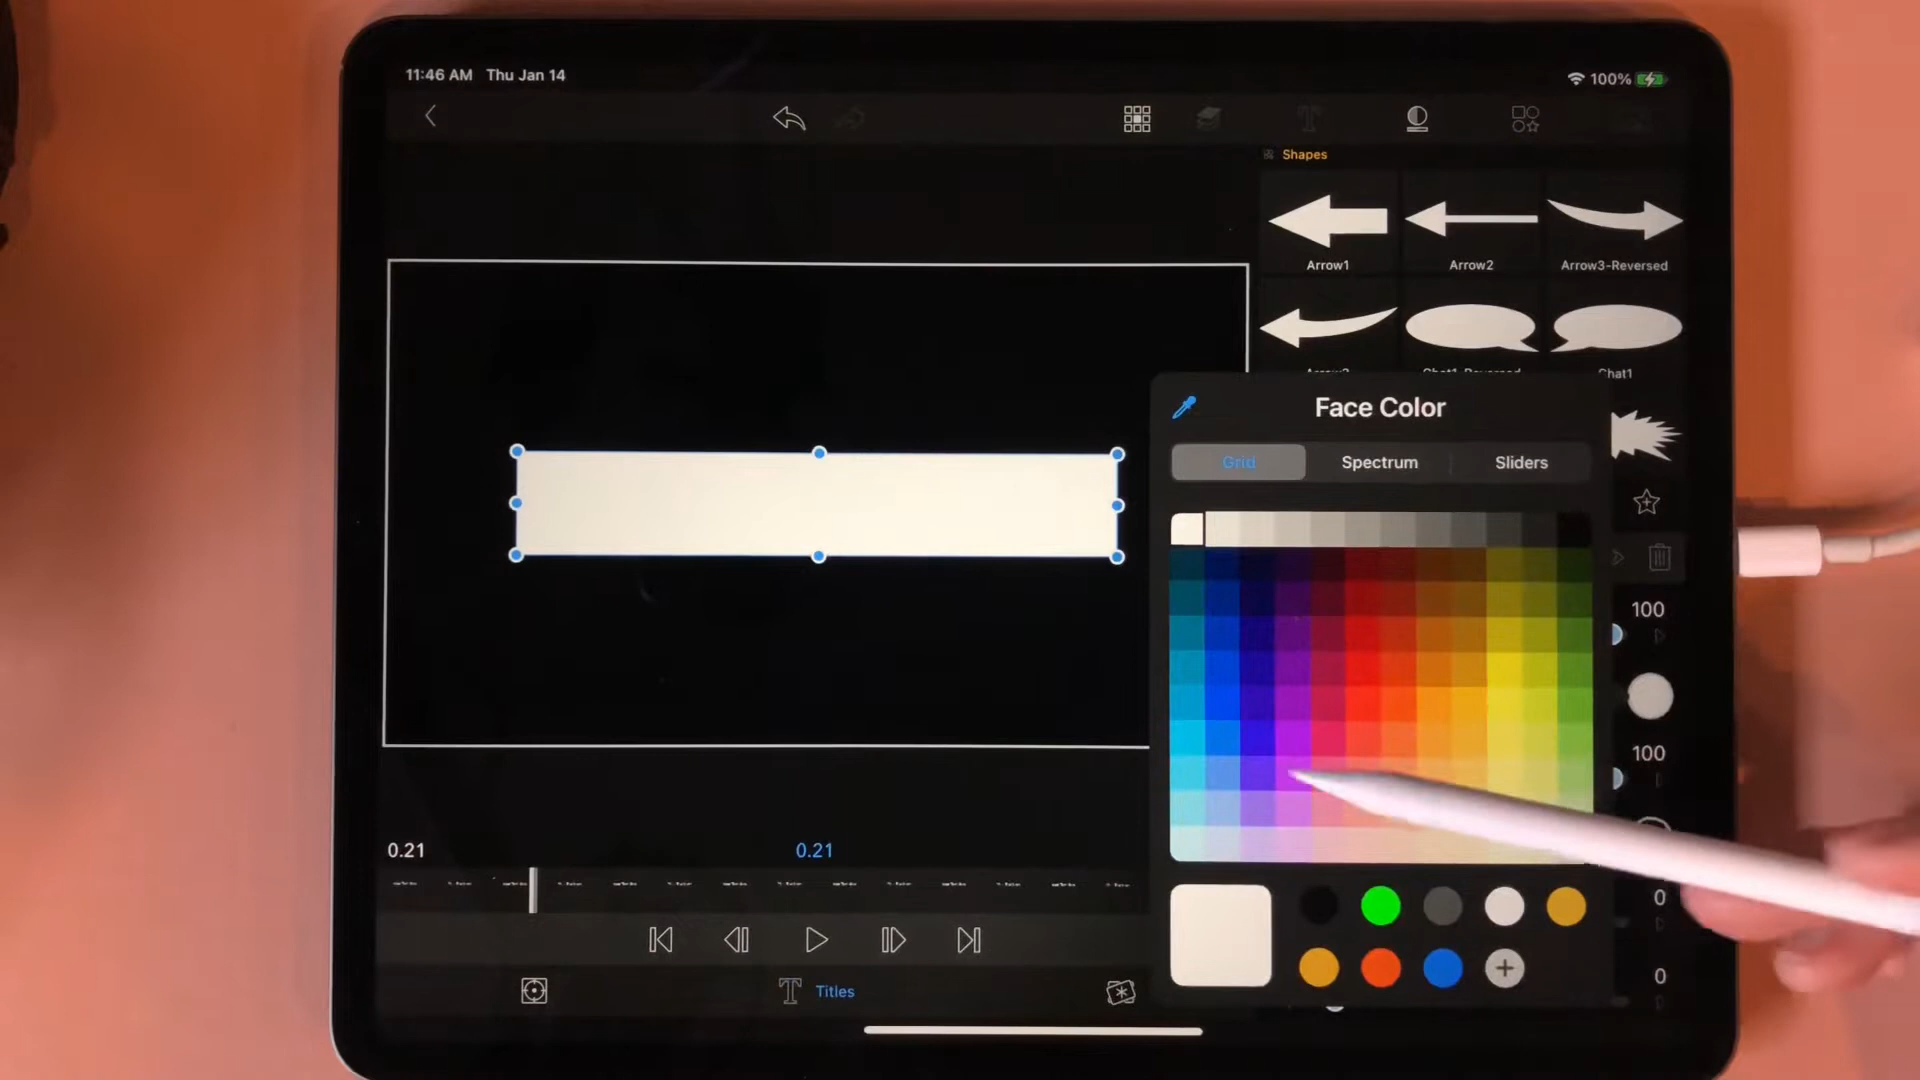 11:46 AM Thu Jan 14
100%
Shapes
Arrow1
Arrow2
Arrow3-Reversed
Chat1
Face Color
Grid
Spectrum
Sliders
100
100
0
0
0.21
0.21
Titles